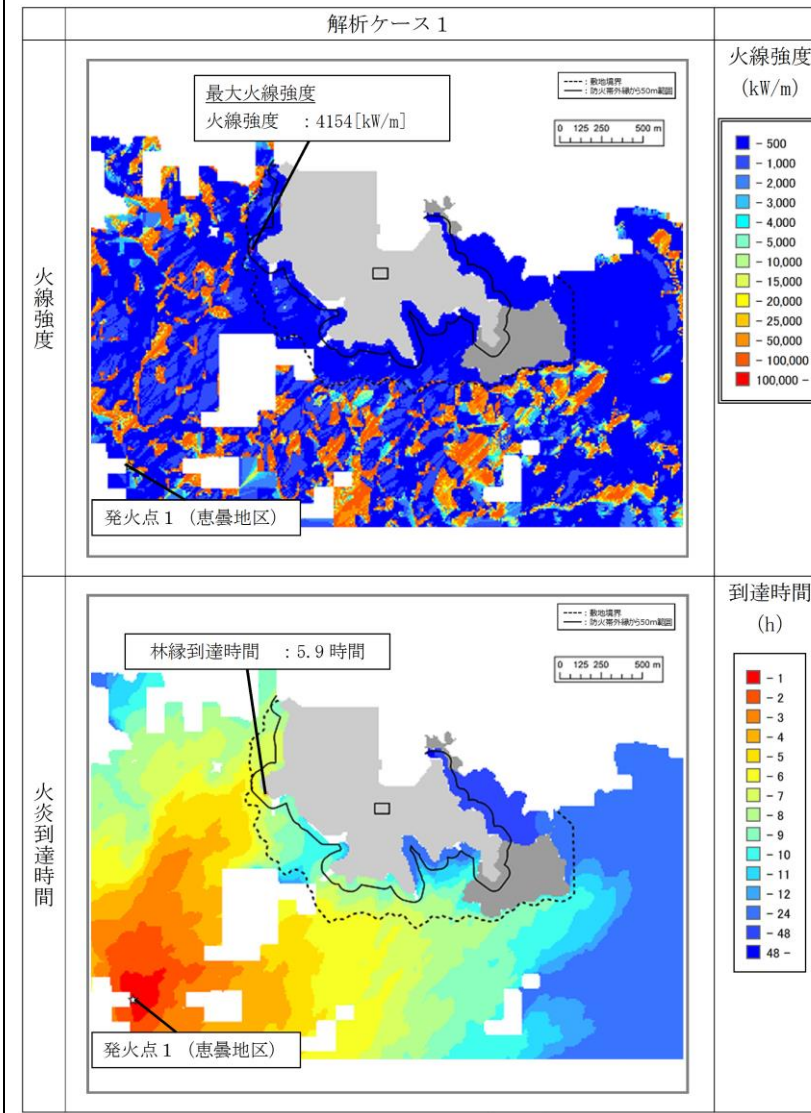 解析ケース1
火線強度
最大火線強度
火線強度 :4154[kW/m]
---- : 敷地境界
― : 防火帯外縁から50m範囲
0 125 250 500 m
発火点1 (恵曇地区)
火線強度
(kW/m)
- 500
- 1,000
- 2,000
- 3,000
- 4,000
- 5,000
- 10,000
- 15,000
- 20,000
- 25,000
- 50,000
- 100,000
100,000 -
火炎到達時間
林縁到達時間 :5.9 時間
---- : 敷地境界
― : 防火帯外縁から50m範囲
0 125 250 500 m
発火点1 (恵曇地区)
到達時間
(h)
- 1
- 2
- 3
- 4
- 5
- 6
- 7
- 8
- 9
- 10
- 11
- 12
- 24
- 48
48 -